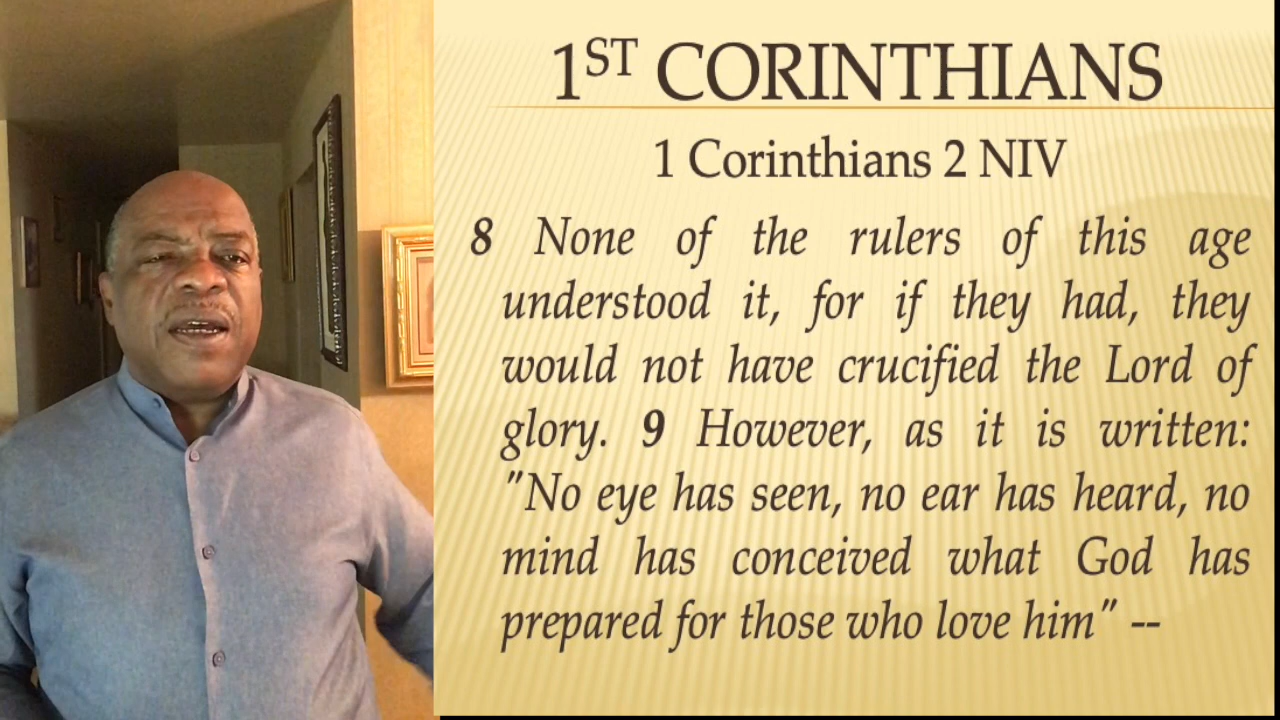 1ST CORINTHIANS
1 Corinthians 2 NIV
8 None of the rulers of this age
understood it, for if they had, they
would not have crucified the Lord of
glory. 9 However, as it is written:
"No eye has seen, no ear has heard, no
mind has conceived what God has
prepared for those who love him" --